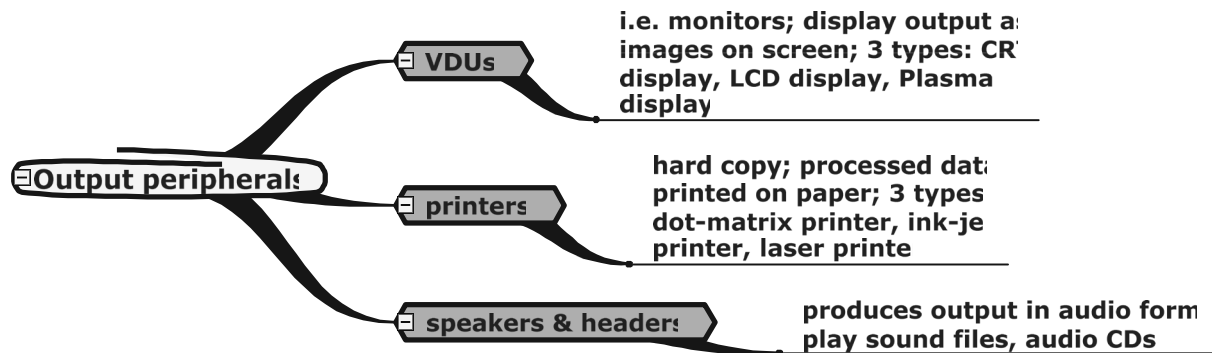 i.e. monitors; display output as
images on screen; 3 types: CRT
display, LCD display, Plasma
display
VDUs
hard copy; processed data
printed on paper; 3 types
dot-matrix printer, ink-je
printer, laser printe
Output peripherals
printers
produces output in audio form
play sound files, audio CDs
speakers & headers